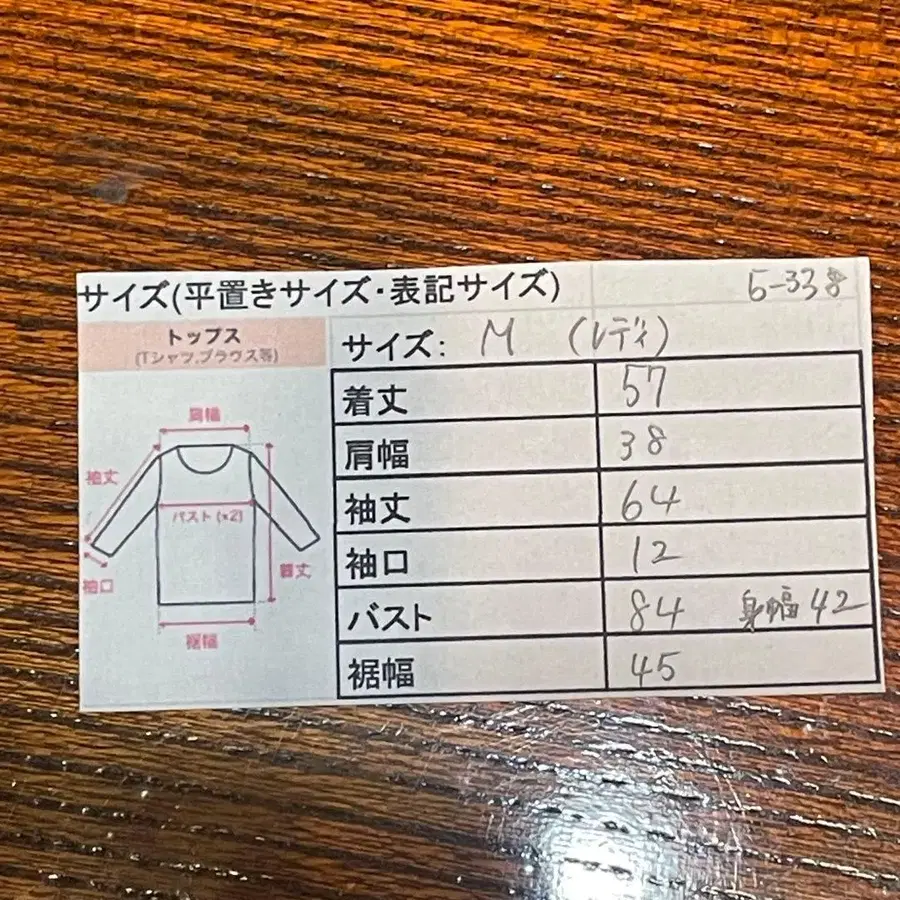 サイズ(平置きサイズ・表記サイズ) 5-338
トップス
(Tシャツ,ブラウス等)
サイズ: M (レディ)
着丈 57
肩幅 38
袖丈 64
袖口 12
バスト 84 身幅42
裾幅 45
肩幅
袖丈
バスト(×2)
袖口
着丈
裾幅